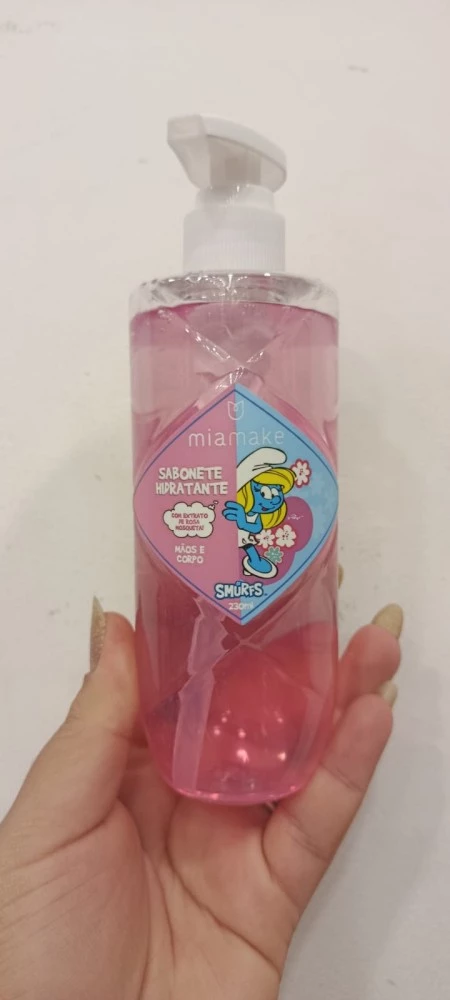 miamake
SABONETE
HIDRATANTE
COM EXTRATO
DE ROSA
MOSQUETA!
MÃOS E
CORPO
SMURFS
230ml